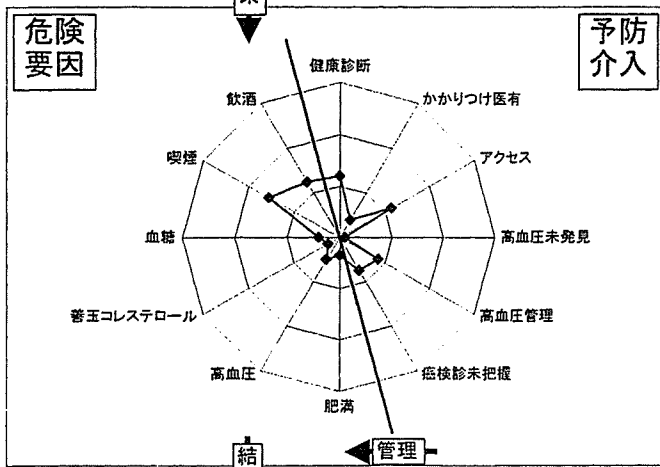 危険
要因
予防
介入
健康診断
飲酒
かかりつけ医有
喫煙
アクセス
血糖
高血圧未発見
善玉コレステロール
高血圧管理
高血圧
癌検診未把握
肥満
結
管理